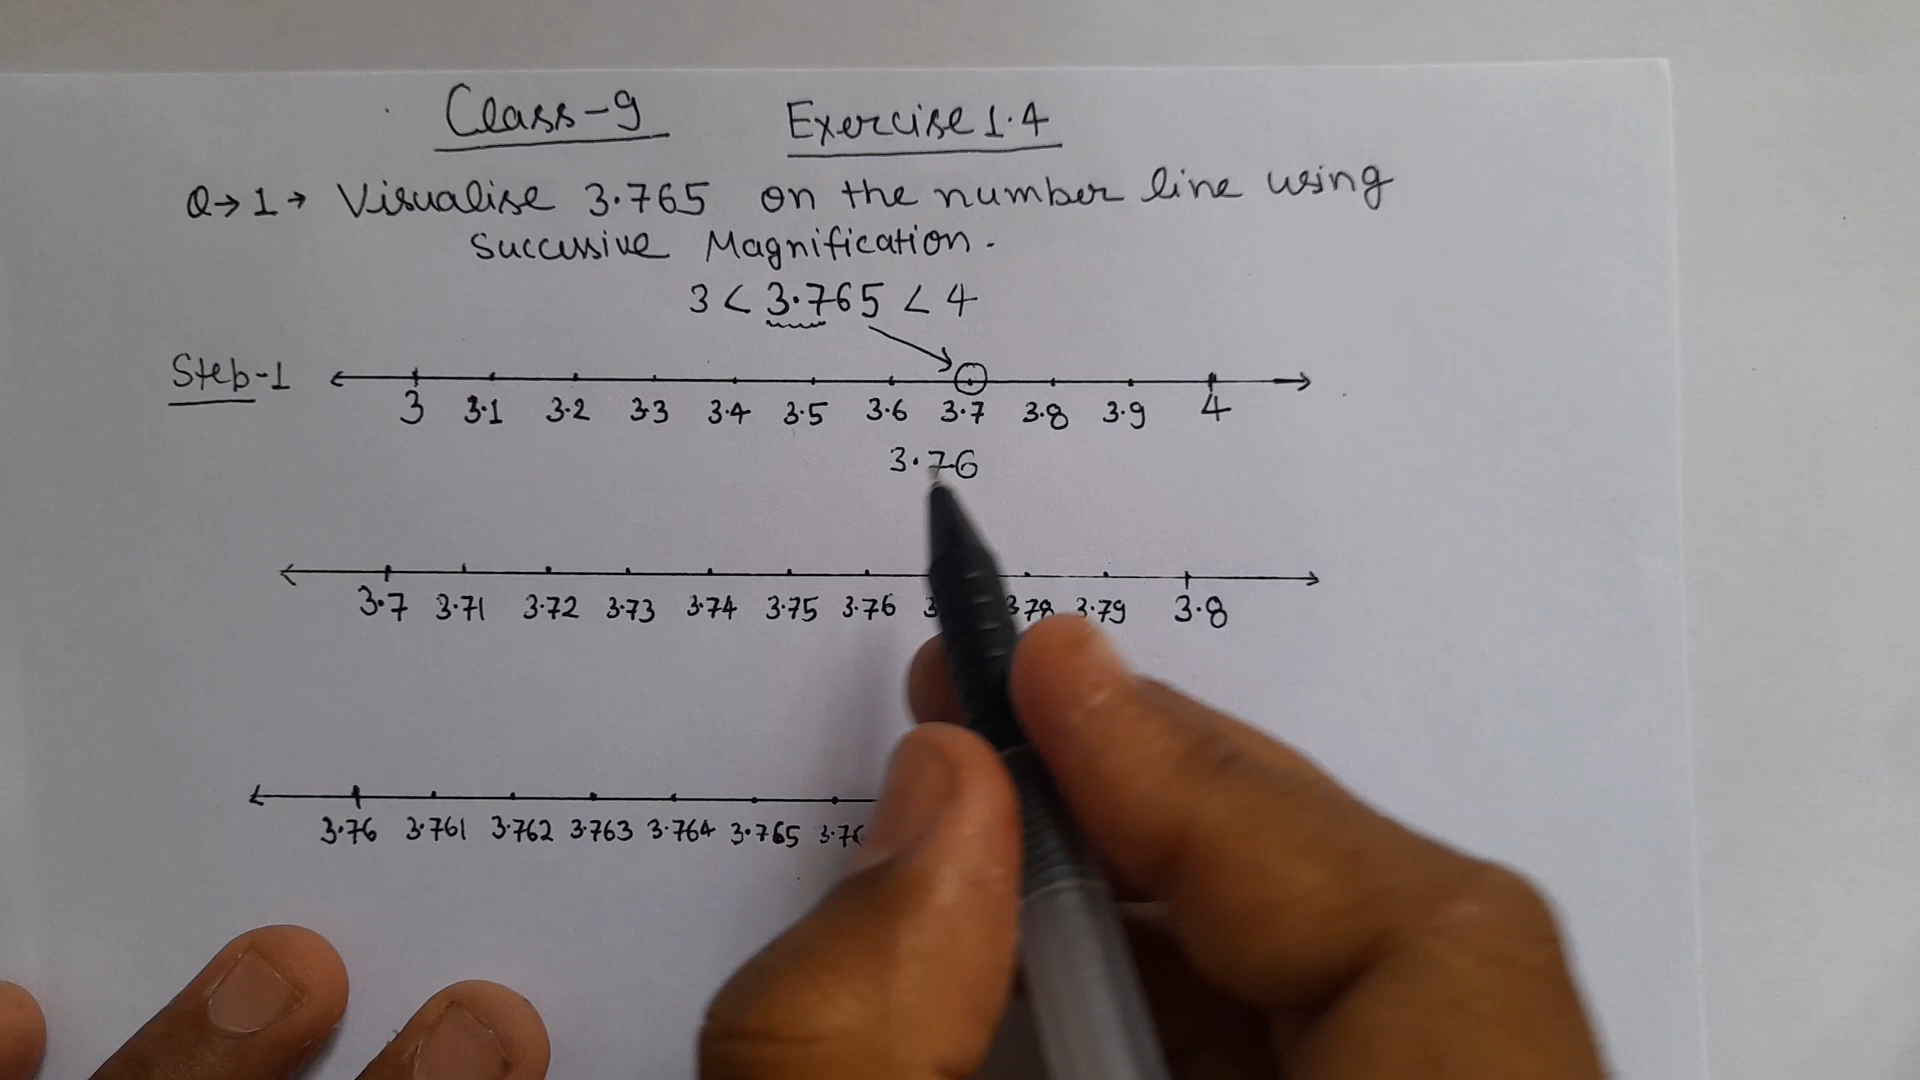 Class-9 Exercise 1.4
Q→1→ Visualise 3.765 on the number line using
Successive Magnification.
3 < 3.765 < 4
Step-1
3 3.1 3.2 3.3 3.4 3.5 3.6 3.7 3.8 3.9 4
3.76
3.7 3.71 3.72 3.73 3.74 3.75 3.76 3.78 3.79 3.8
3.76 3.761 3.762 3.763 3.764 3.765